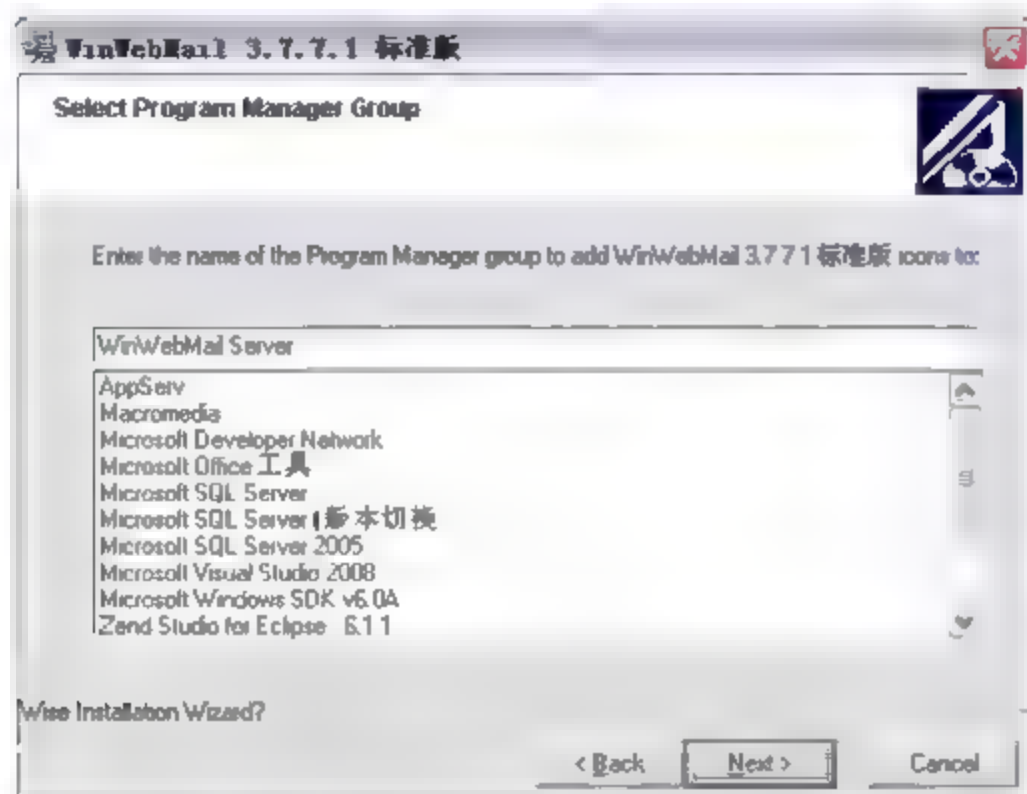 WinWebMail 3.7.7.1 标准版
Select Program Manager Group
Enter the name of the Program Manager group to add WinWebMail 3.7.7.1 标准版 icons to:
WinWebMail Server
AppServ
Macromedia
Microsoft Developer Network
Microsoft Office 工具
Microsoft SQL Server
Microsoft SQL Server 版本切换
Microsoft SQL Server 2005
Microsoft Visual Studio 2008
Microsoft Windows SDK v6.0A
Zend Studio for Eclipse - 6.1.1
Wise Installation Wizard?
< Back
Next >
Cancel